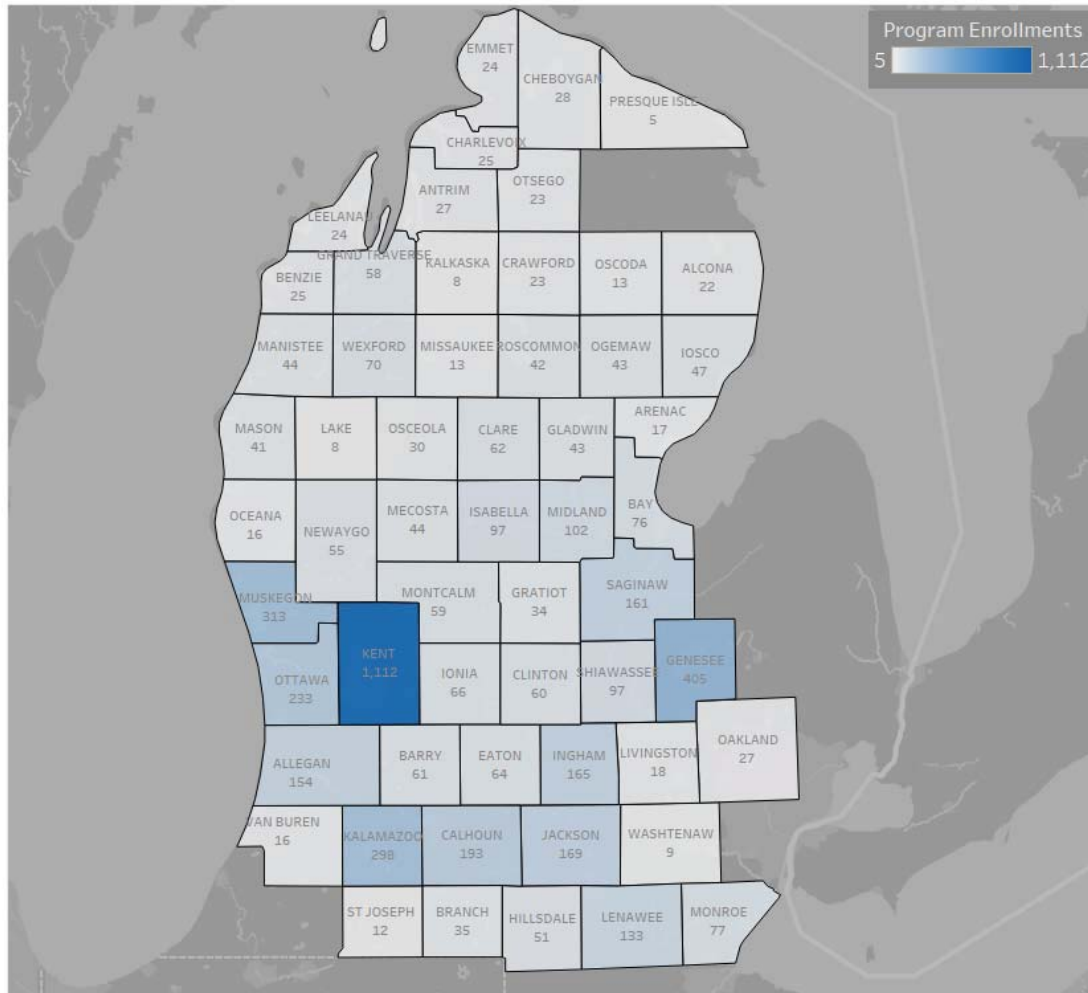 Program Enrollments
5 1,112
EMMET
24
CHEBOYGAN
28
PRESQUE ISLE
5
CHARLEVOIX
25
ANTRIM
27
OTSEGO
23
LEELANAU
24
GRAND TRAVERSE
58
BENZIE
25
KALKASKA
8
CRAWFORD
23
OSCODA
13
ALCONA
22
MANISTEE
44
WEXFORD
70
MISSAUKEE
13
ROSCOMMON
42
OGEMAW
43
IOSCO
47
MASON
41
LAKE
8
OSCEOLA
30
CLARE
62
GLADWIN
43
ARENAC
17
OCEANA
16
NEWAYGO
55
MECOSTA
44
ISABELLA
97
MIDLAND
102
BAY
76
MUSKEGON
313
MONTCALM
59
GRATIOT
34
SAGINAW
161
OTTAWA
233
KENT
1,112
IONIA
66
CLINTON
60
SHIAWASSEE
97
GENESEE
405
ALLEGAN
154
BARRY
61
EATON
64
INGHAM
165
LIVINGSTON
18
OAKLAND
27
VAN BUREN
16
KALAMAZOO
298
CALHOUN
193
JACKSON
169
WASHTENAW
9
ST JOSEPH
12
BRANCH
35
HILLSDALE
51
LENAWEE
133
MONROE
77